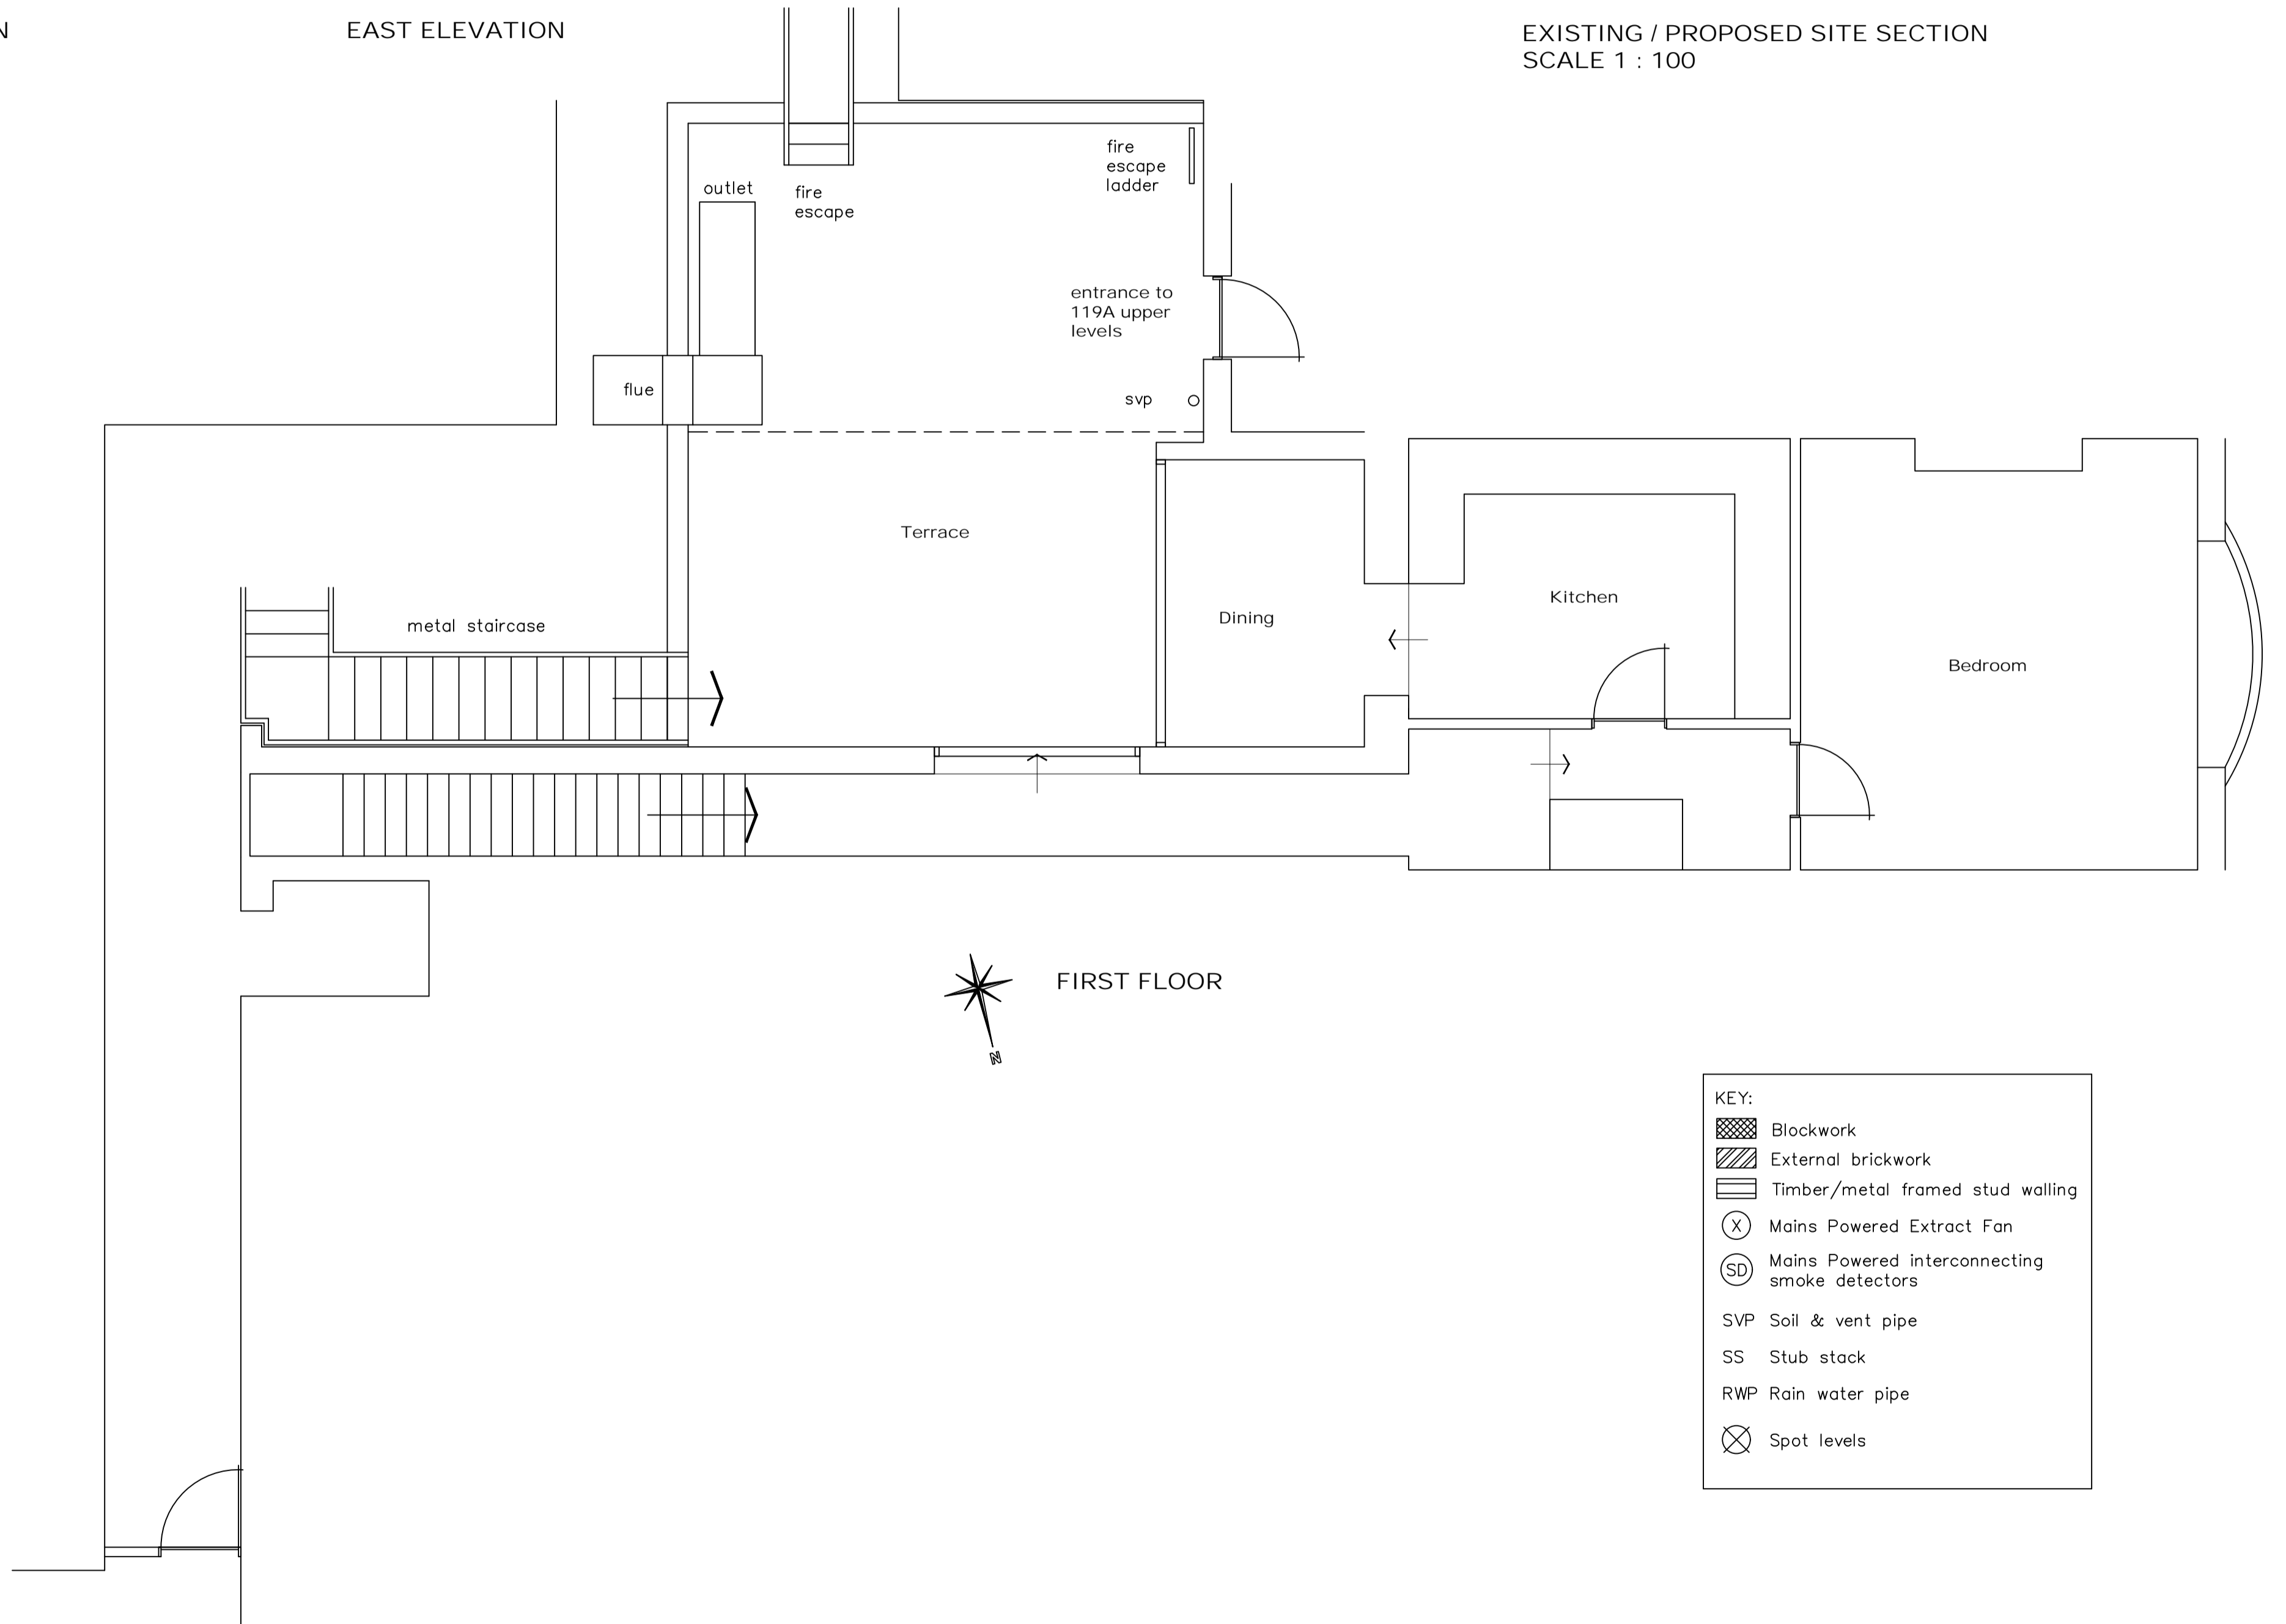 N
EAST ELEVATION
EXISTING / PROPOSED SITE SECTION
SCALE 1 : 100
fire
escape
ladder
outlet
fire
escape
entrance to
119A upper
levels
flue
svp
Terrace
Kitchen
Dining
metal staircase
Bedroom
FIRST FLOOR
N
KEY:
Blockwork
External brickwork
Timber/metal framed stud walling
X Mains Powered Extract Fan
SD Mains Powered interconnecting
smoke detectors
SVP Soil & vent pipe
SS Stub stack
RWP Rain water pipe
Spot levels